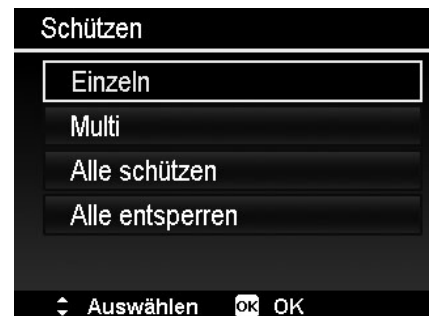 Schützen
Einzeln
Multi
Alle schützen
Alle entsperren
Auswählen OK OK